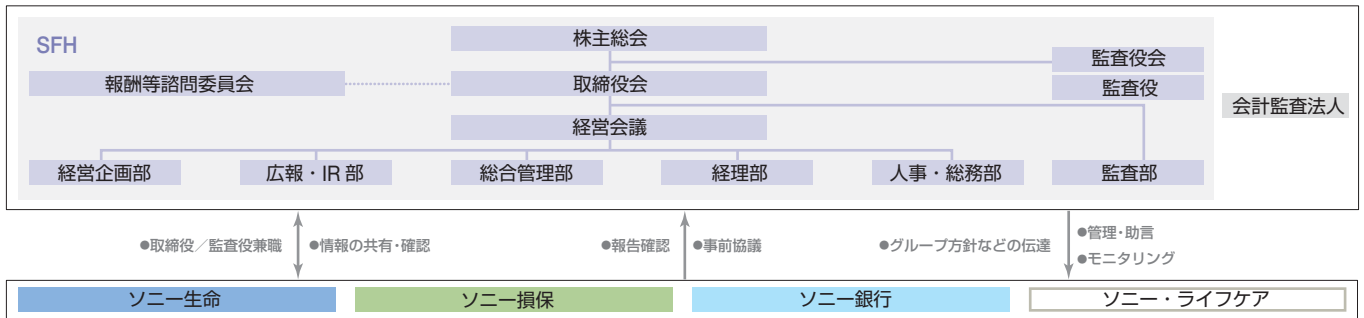 SFH
株主総会
監査役会
報酬等諮問委員会
取締役会
監査役
会計監査法人
経営会議
経営企画部
広報・IR 部
総合管理部
経理部
人事・総務部
監査部
●取締役／監査役兼職
●情報の共有・確認
●報告確認
●事前協議
●グループ方針などの伝達
●管理・助言
●モニタリング
ソニー生命
ソニー損保
ソニー銀行
ソニー・ライフケア